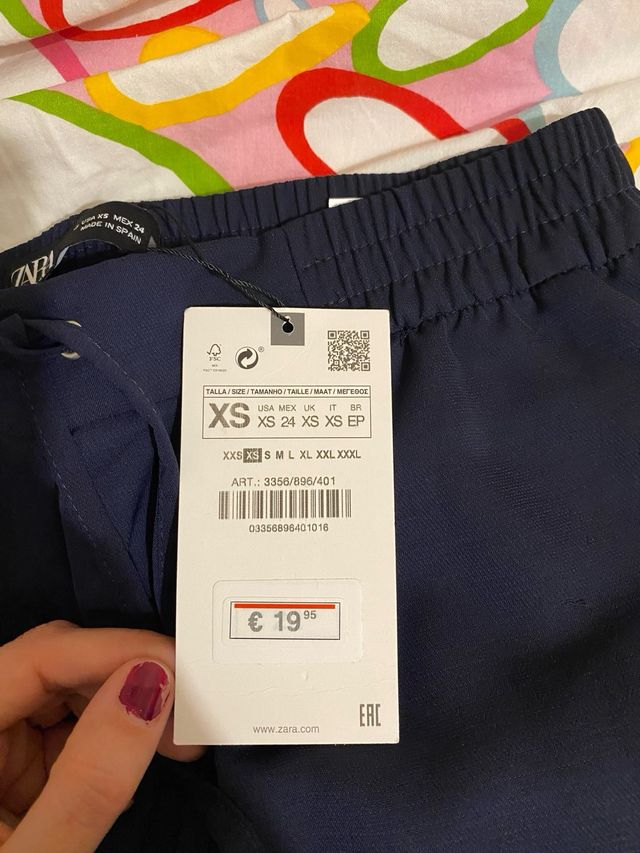 USA XS MEX 24
MADE IN SPAIN
ZARA
FSC
TALLA / SIZE / TAMANHO / TAILLE / MAAT / ΜΕΓΕΘΟΣ
XS
USA MEX UK IT BR
XS 24 XS XS EP
XXS XS S M L XL XXL XXXL
ART.: 3356/896/401
03356896401016
€ 19 95
www.zara.com
EAC